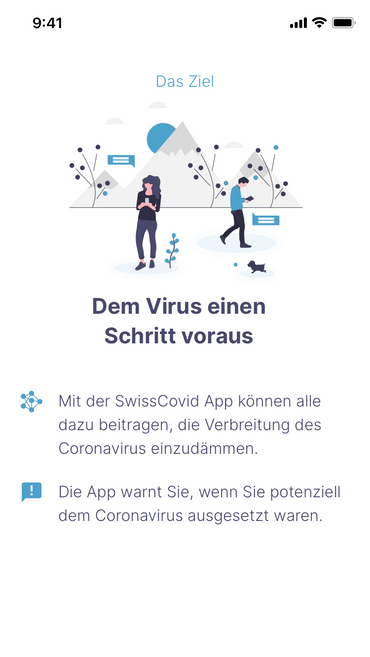 9:41
Das Ziel
Dem Virus einen
Schritt voraus
Mit der SwissCovid App können alle
dazu beitragen, die Verbreitung des
Coronavirus einzudämmen.
Die App warnt Sie, wenn Sie potenziell
dem Coronavirus ausgesetzt waren.